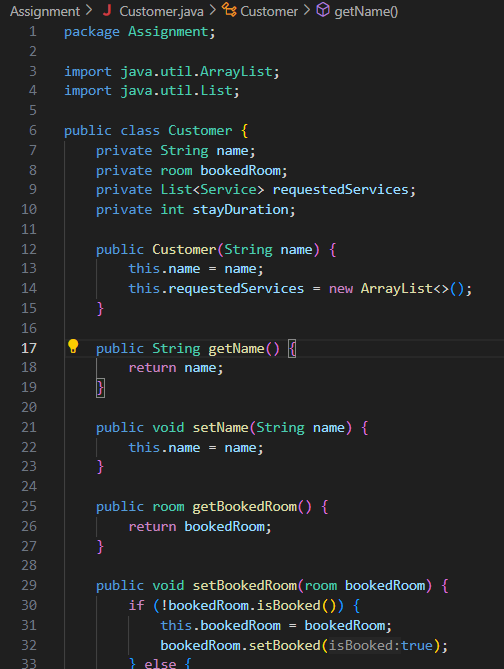 Assignment > J Customer.java > Customer > getName()
1 package Assignment;
2
3 import java.util.ArrayList;
4 import java.util.List;
5
6 public class Customer {
7     private String name;
8     private room bookedRoom;
9     private List<Service> requestedServices;
10     private int stayDuration;
11
12     public Customer(String name) {
13         this.name = name;
14         this.requestedServices = new ArrayList<>();
15     }
16
17     public String getName() {
18         return name;
19     }
20
21     public void setName(String name) {
22         this.name = name;
23     }
24
25     public room getBookedRoom() {
26         return bookedRoom;
27     }
28
29     public void setBookedRoom(room bookedRoom) {
30         if (!bookedRoom.isBooked()) {
31             this.bookedRoom = bookedRoom;
32             bookedRoom.setBooked(isBooked:true);
33         } else {